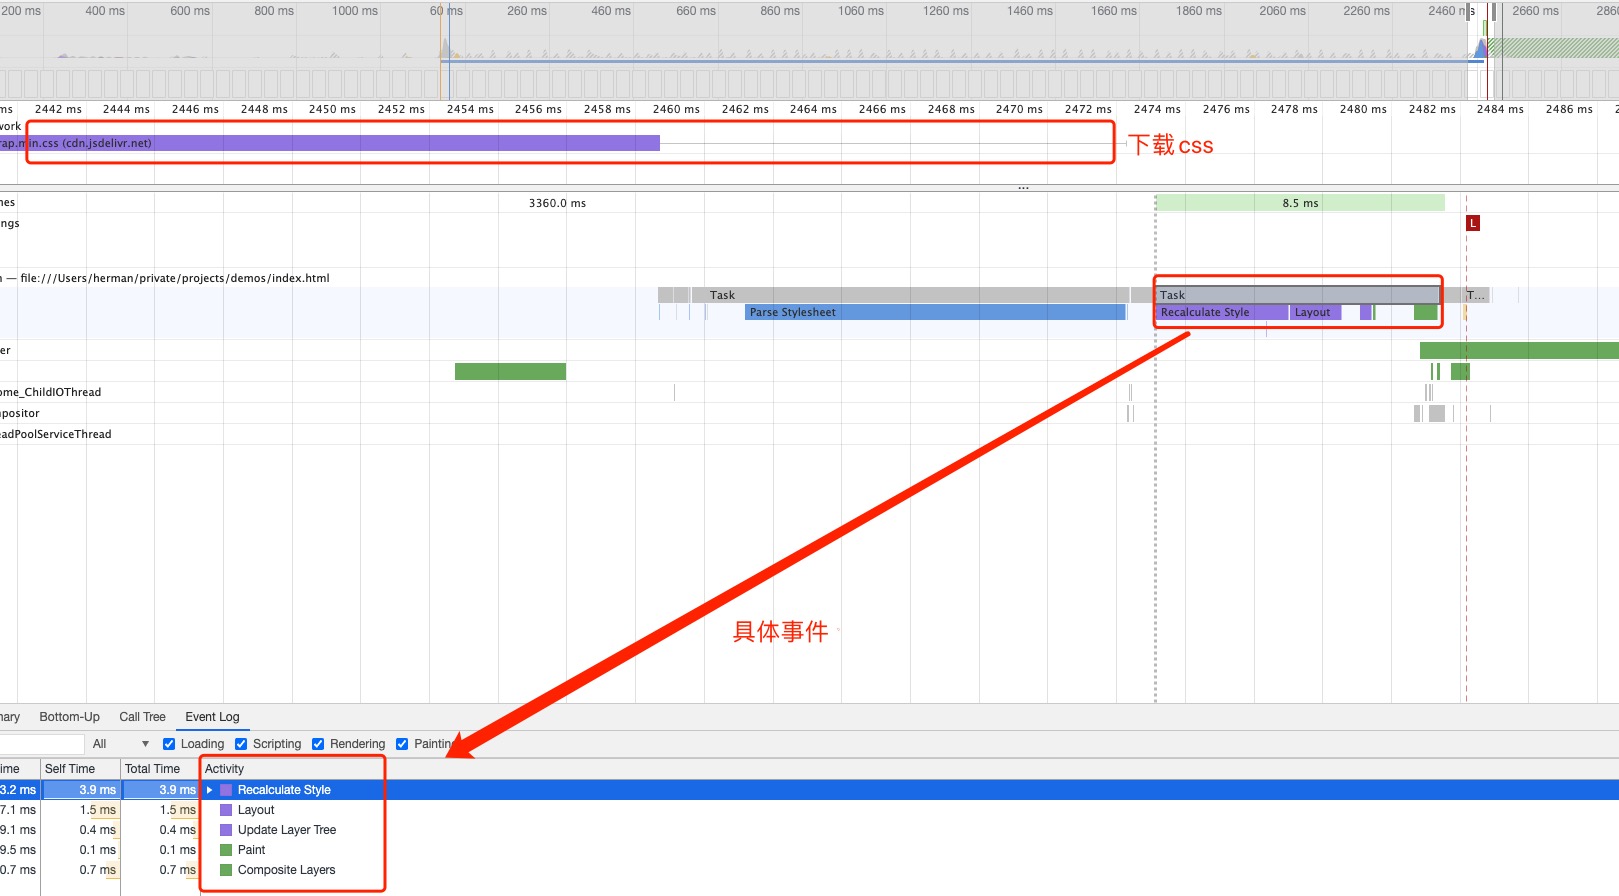 200 ms 400 ms 600 ms 800 ms 1000 ms 60 ms 260 ms 460 ms 660 ms 860 ms 1060 ms 1260 ms 1460 ms 1660 ms 1860 ms 2060 ms 2260 ms 2460 ms 2660 ms 2860
ms 2442 ms 2444 ms 2446 ms 2448 ms 2450 ms 2452 ms 2454 ms 2456 ms 2458 ms 2460 ms 2462 ms 2464 ms 2466 ms 2468 ms 2470 ms 2472 ms 2474 ms 2476 ms 2478 ms 2480 ms 2482 ms 2484 ms 2486 ms 2
work
rap.min.css (cdn.jsdelivr.net) 下载css
...
mes 3360.0 ms 8.5 ms
ngs L
— file:///Users/herman/private/projects/demos/index.html
Task Task T...
Parse Stylesheet Recalculate Style Layout
er
ome_ChildIOThread
mpositor
eadPoolServiceThread
具体事件
mary Bottom-Up Call Tree Event Log
All ▼ Loading Scripting Rendering Painting
ime Self Time Total Time Activity
3.2 ms 3.9 ms 3.9 ms Recalculate Style
7.1 ms 1.5 ms 1.5 ms Layout
9.1 ms 0.4 ms 0.4 ms Update Layer Tree
9.5 ms 0.1 ms 0.1 ms Paint
0.7 ms 0.7 ms 0.7 ms Composite Layers